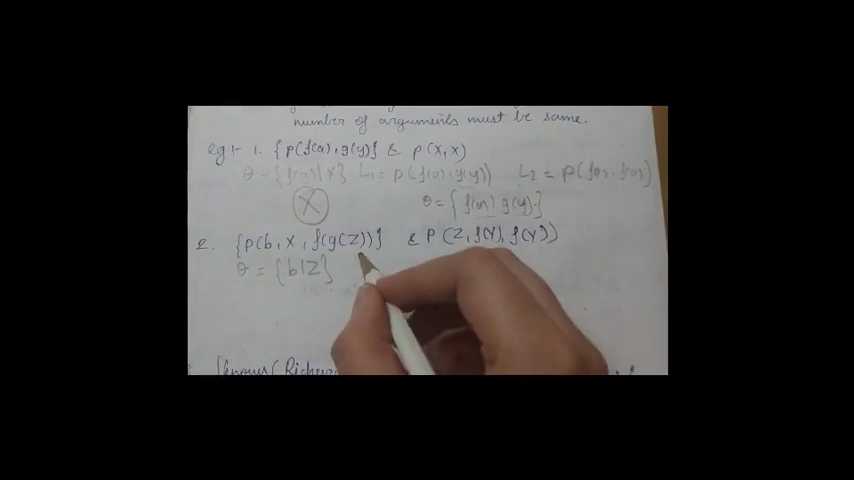 number of arguments must be same.
eg :- 1. {p(f(a), g(y)} & p(X, X)
θ = {f(a)|X} L1 = p(f(a), g(y)) L2 = p(f(a), f(a))
X θ = {f(a) g(y)}
2. {p(b, X, f(g(Z))} & p(Z, f(Y), f(Y))
θ = {b|Z}